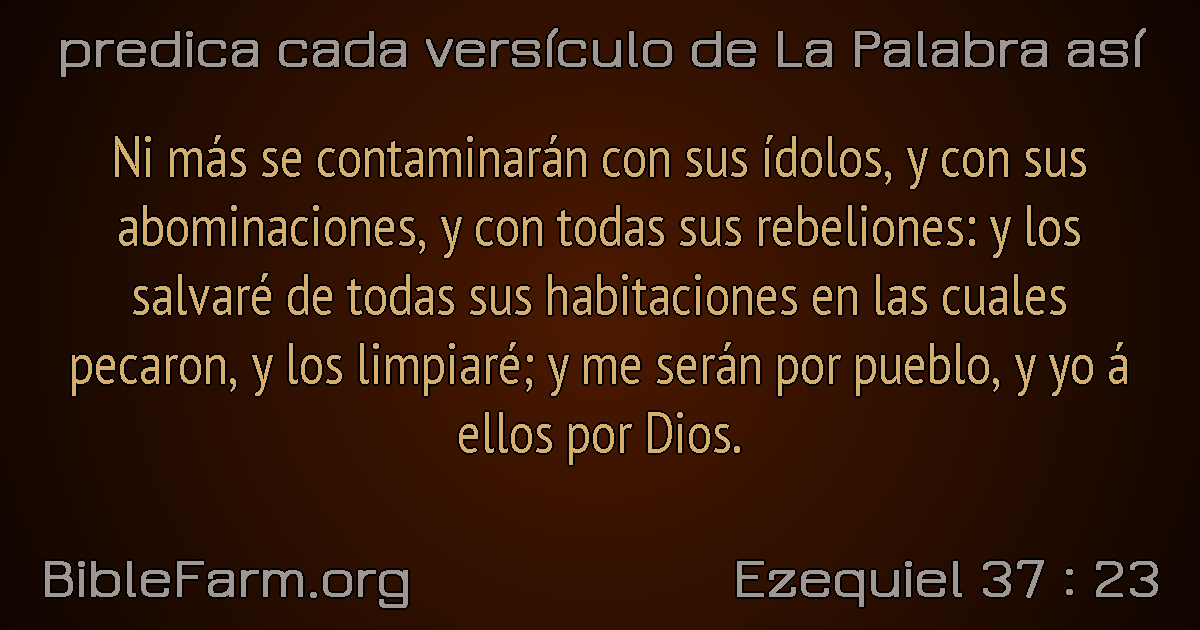 predica cada versículo de La Palabra así
Ni más se contaminarán con sus ídolos, y con sus
abominaciones, y con todas sus rebeliones: y los
salvaré de todas sus habitaciones en las cuales
pecaron, y los limpiaré; y me serán por pueblo, y yo á
ellos por Dios.
BibleFarm.org
Ezequiel 37 : 23